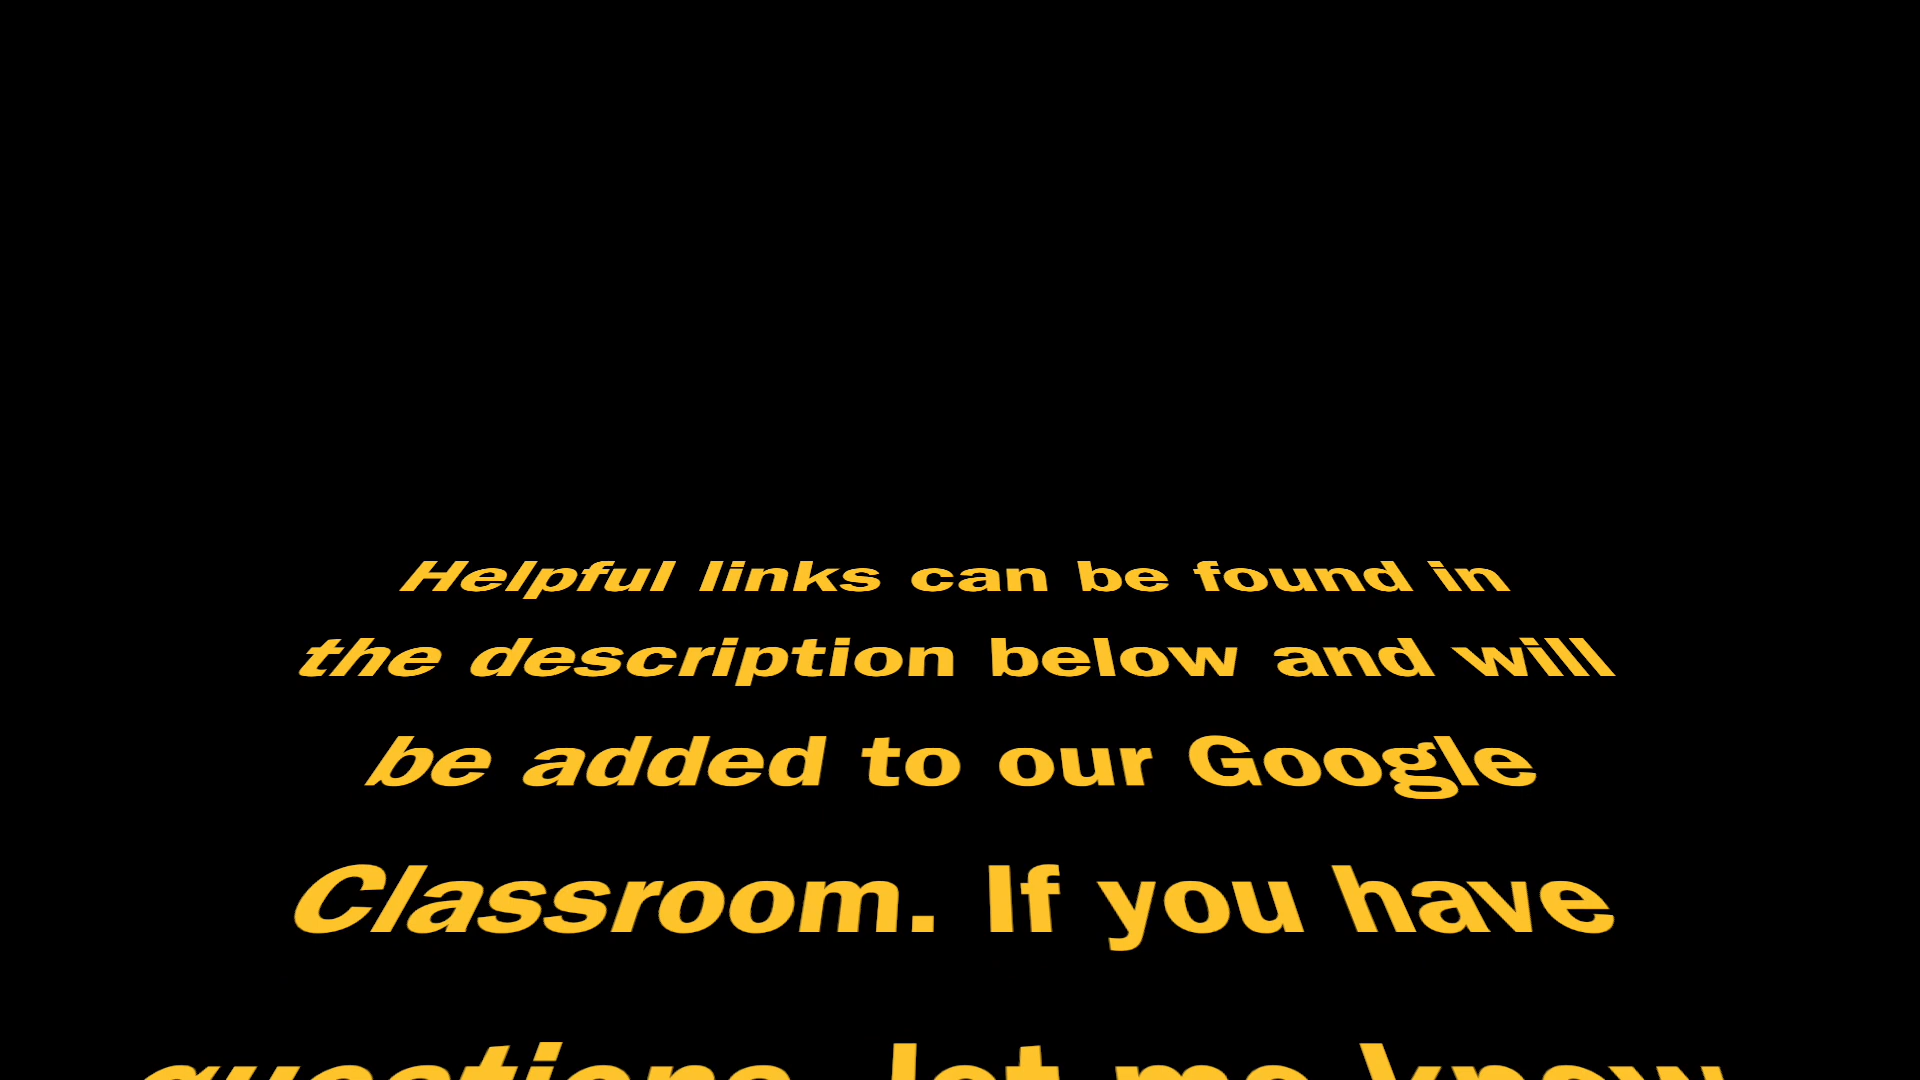 Helpful links can be found in
the description below and will
be added to our Google
Classroom. If you have
questions, let me know